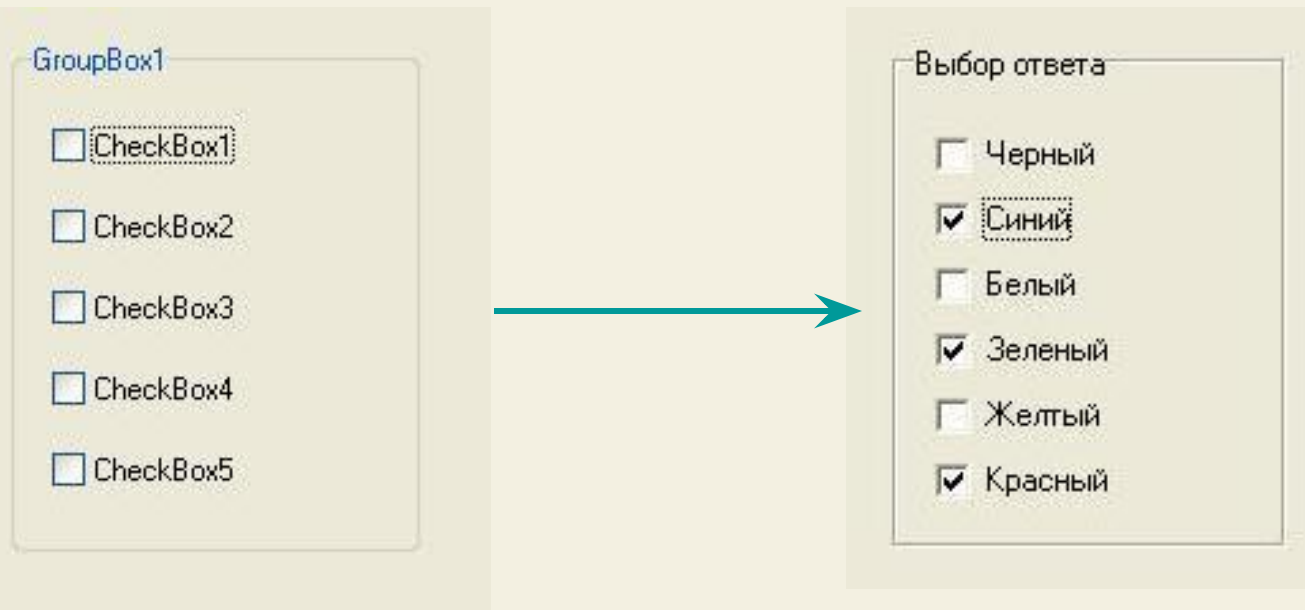 GroupBox1
CheckBox1
CheckBox2
CheckBox3
CheckBox4
CheckBox5
Выбор ответа
Черный
Синий
Белый
Зеленый
Желтый
Красный